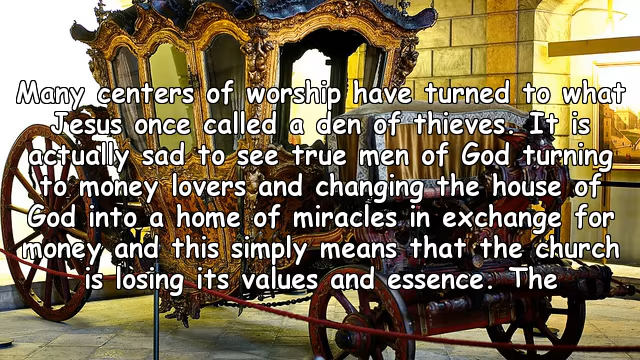 Many centers of worship have turned to what
Jesus once called a den of thieves. It is
actually sad to see true men of God turning
to money lovers and changing the house of
God into a home of miracles in exchange for
money and this simply means that the church
is losing its values and essence. The